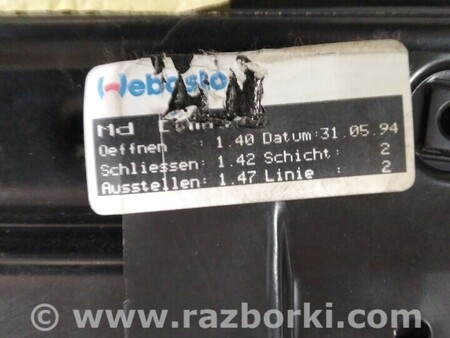 Webasto
Md
Oeffnen : 1.40 Datum:31.05.94
Schliessen: 1.42 Schicht: 2
Ausstellen: 1.47 Linie : 2
© www.razborki.com